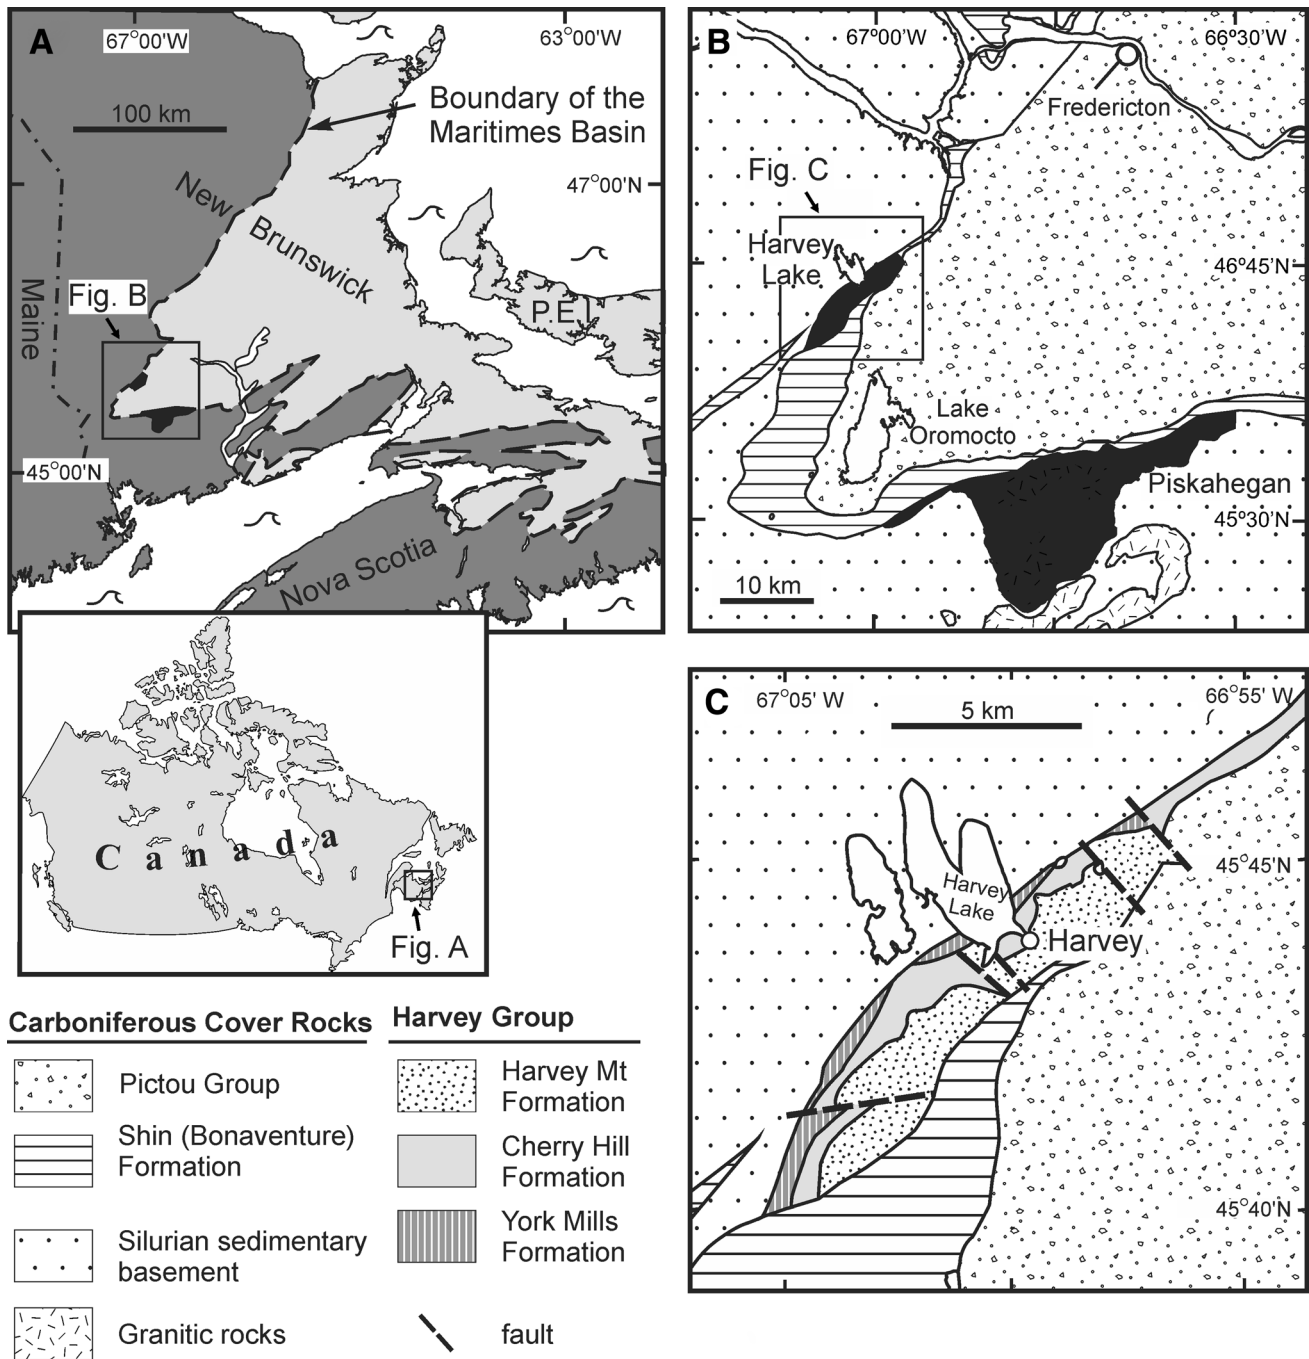 A
67°00'W
63°00'W
100 km
Boundary of the
Maritimes Basin
47°00'N
New Brunswick
Maine
Fig. B
P.E.I
45°00'N
Nova Scotia
Canada
Fig. A
B
67°00'W
66°30'W
Fredericton
Fig. C
Harvey
Lake
46°45'N
Lake
Oromocto
Piskahegan
45°30'N
10 km
C
67°05' W
66°55' W
5 km
45°45'N
Harvey
Lake
Harvey
45°40'N
Carboniferous Cover Rocks
Pictou Group
Shin (Bonaventure)
Formation
Silurian sedimentary
basement
Granitic rocks
Harvey Group
Harvey Mt
Formation
Cherry Hill
Formation
York Mills
Formation
fault